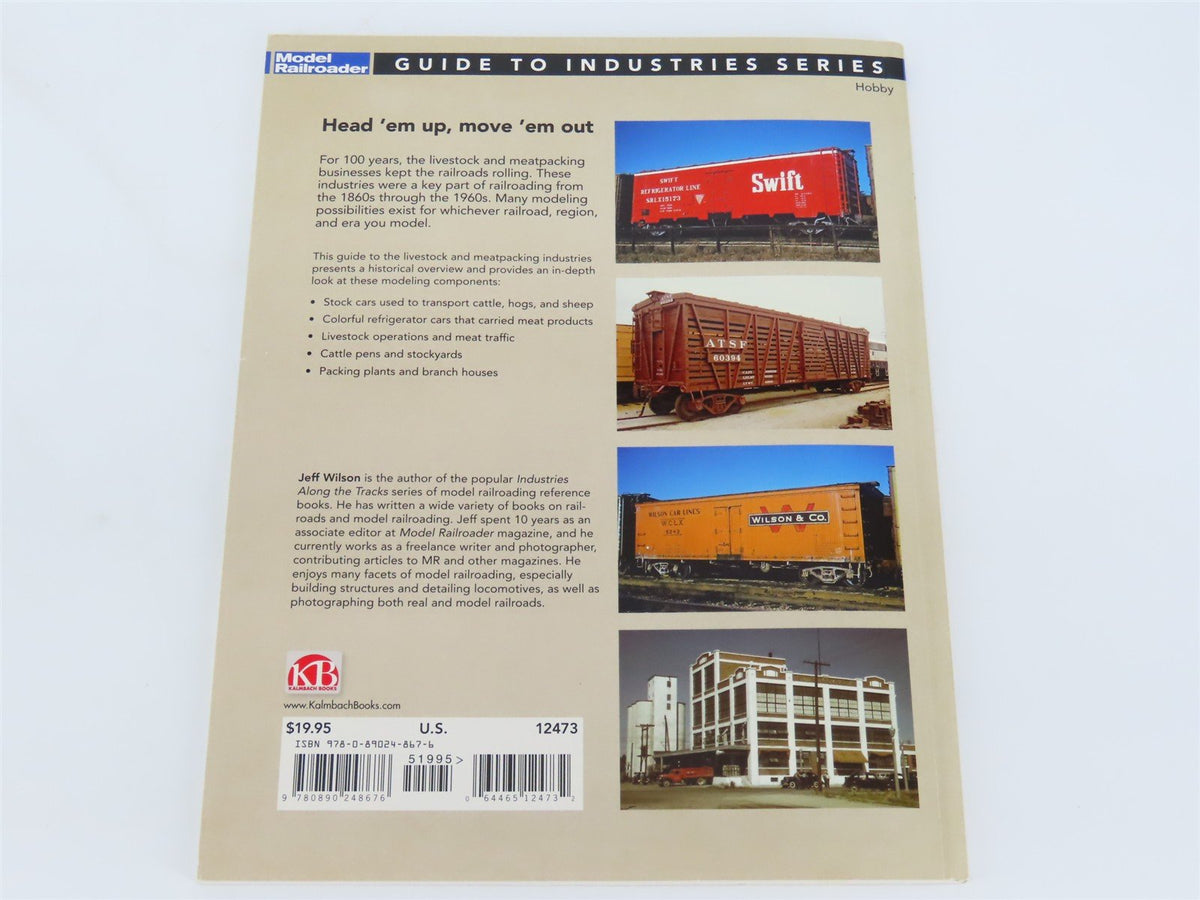 Model
Railroader
GUIDE TO INDUSTRIES SERIES
Hobby
Head 'em up, move 'em out
For 100 years, the livestock and meatpacking
businesses kept the railroads rolling. These
industries were a key part of railroading from
the 1860s through the 1960s. Many modeling
possibilities exist for whichever railroad, region,
and era you model.
This guide to the livestock and meatpacking industries
presents a historical overview and provides an in-depth
look at these modeling components:
• Stock cars used to transport cattle, hogs, and sheep
• Colorful refrigerator cars that carried meat products
• Livestock operations and meat traffic
• Cattle pens and stockyards
• Packing plants and branch houses
Jeff Wilson is the author of the popular Industries
Along the Tracks series of model railroading reference
books. He has written a wide variety of books on rail-
roads and model railroading. Jeff spent 10 years as an
associate editor at Model Railroader magazine, and he
currently works as a freelance writer and photographer,
contributing articles to MR and other magazines. He
enjoys many facets of model railroading, especially
building structures and detailing locomotives, as well as
photographing both real and model railroads.
KB
KALMBACH BOOKS
www.KalmbachBooks.com
$19.95 U.S. 12473
ISBN 978-0-89024-867-6
51995>
9 780890 248676
0 64465 12473 2
SWIFT
REFRIGERATOR LINE
SRLX 15173
Swift
ATSF
60394
WILSON CAR LINES
WCLX
W
WILSON & CO.